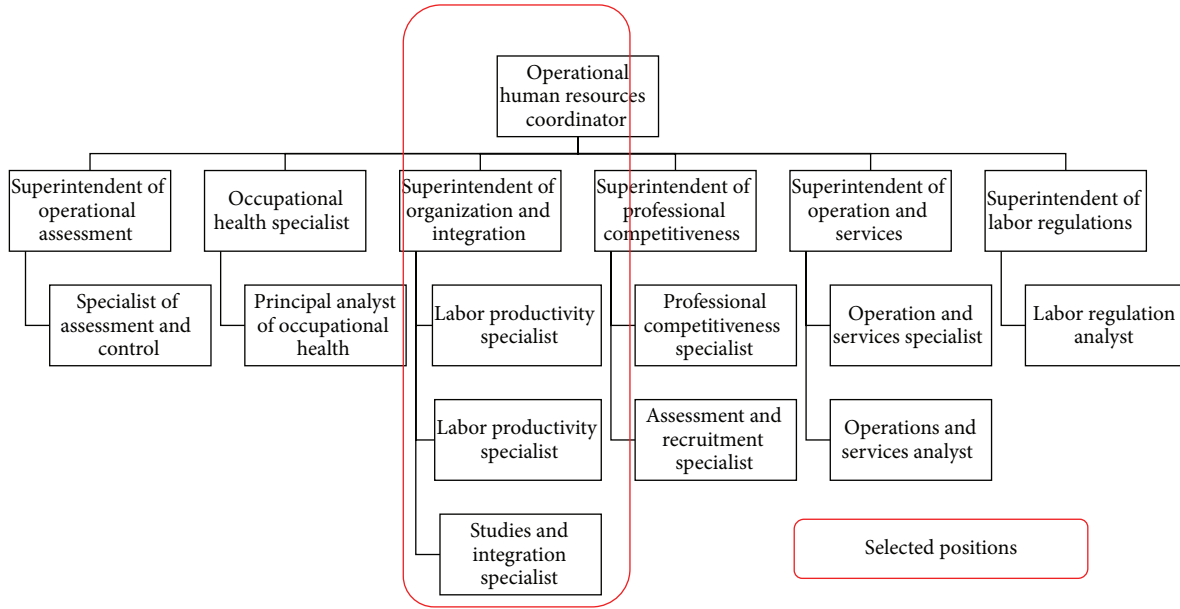 Operational
human resources
coordinator
Superintendent of
operational
assessment
Occupational
health specialist
Superintendent of
organization and
integration
Superintendent of
professional
competitiveness
Superintendent of
operation and
services
Superintendent of
labor regulations
Specialist of
assessment and
control
Principal analyst
of occupational
health
Labor productivity
specialist
Professional
competitiveness
specialist
Operation and
services specialist
Labor regulation
analyst
Labor productivity
specialist
Assessment and
recruitment
specialist
Operations and
services analyst
Studies and
integration
specialist
Selected positions